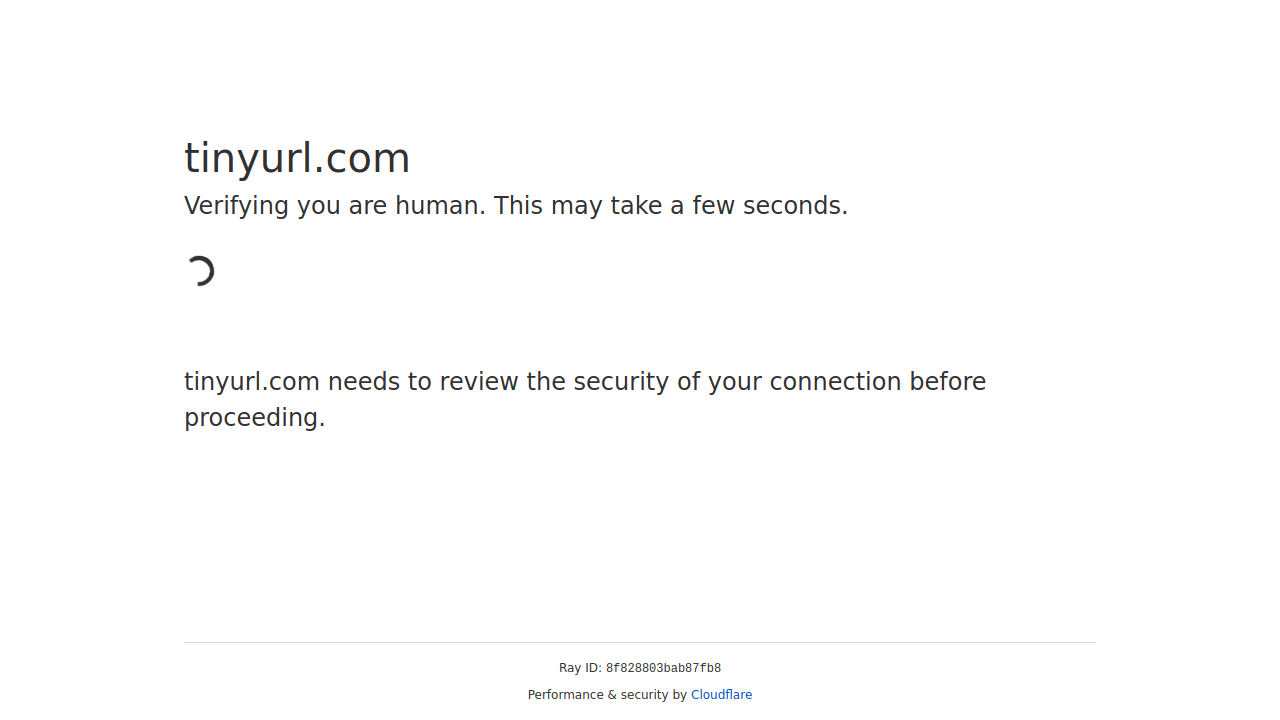 tinyurl.com
Verifying you are human. This may take a few seconds.
tinyurl.com needs to review the security of your connection before
proceeding.
Ray ID: 8f828803bab87fb8
Performance & security by Cloudflare